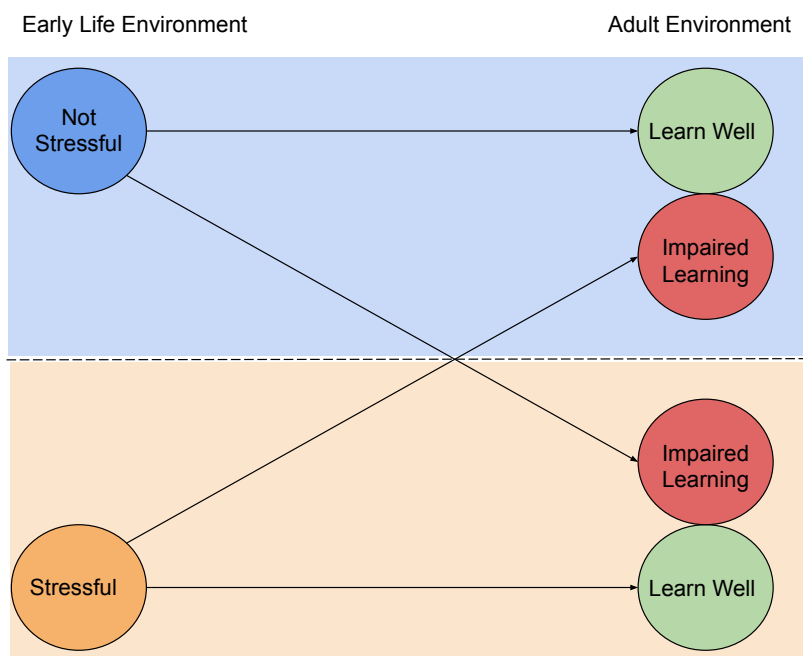 Early Life Environment
Adult Environment
Not
Stressful
Learn Well
Impaired
Learning
Impaired
Learning
Stressful
Learn Well